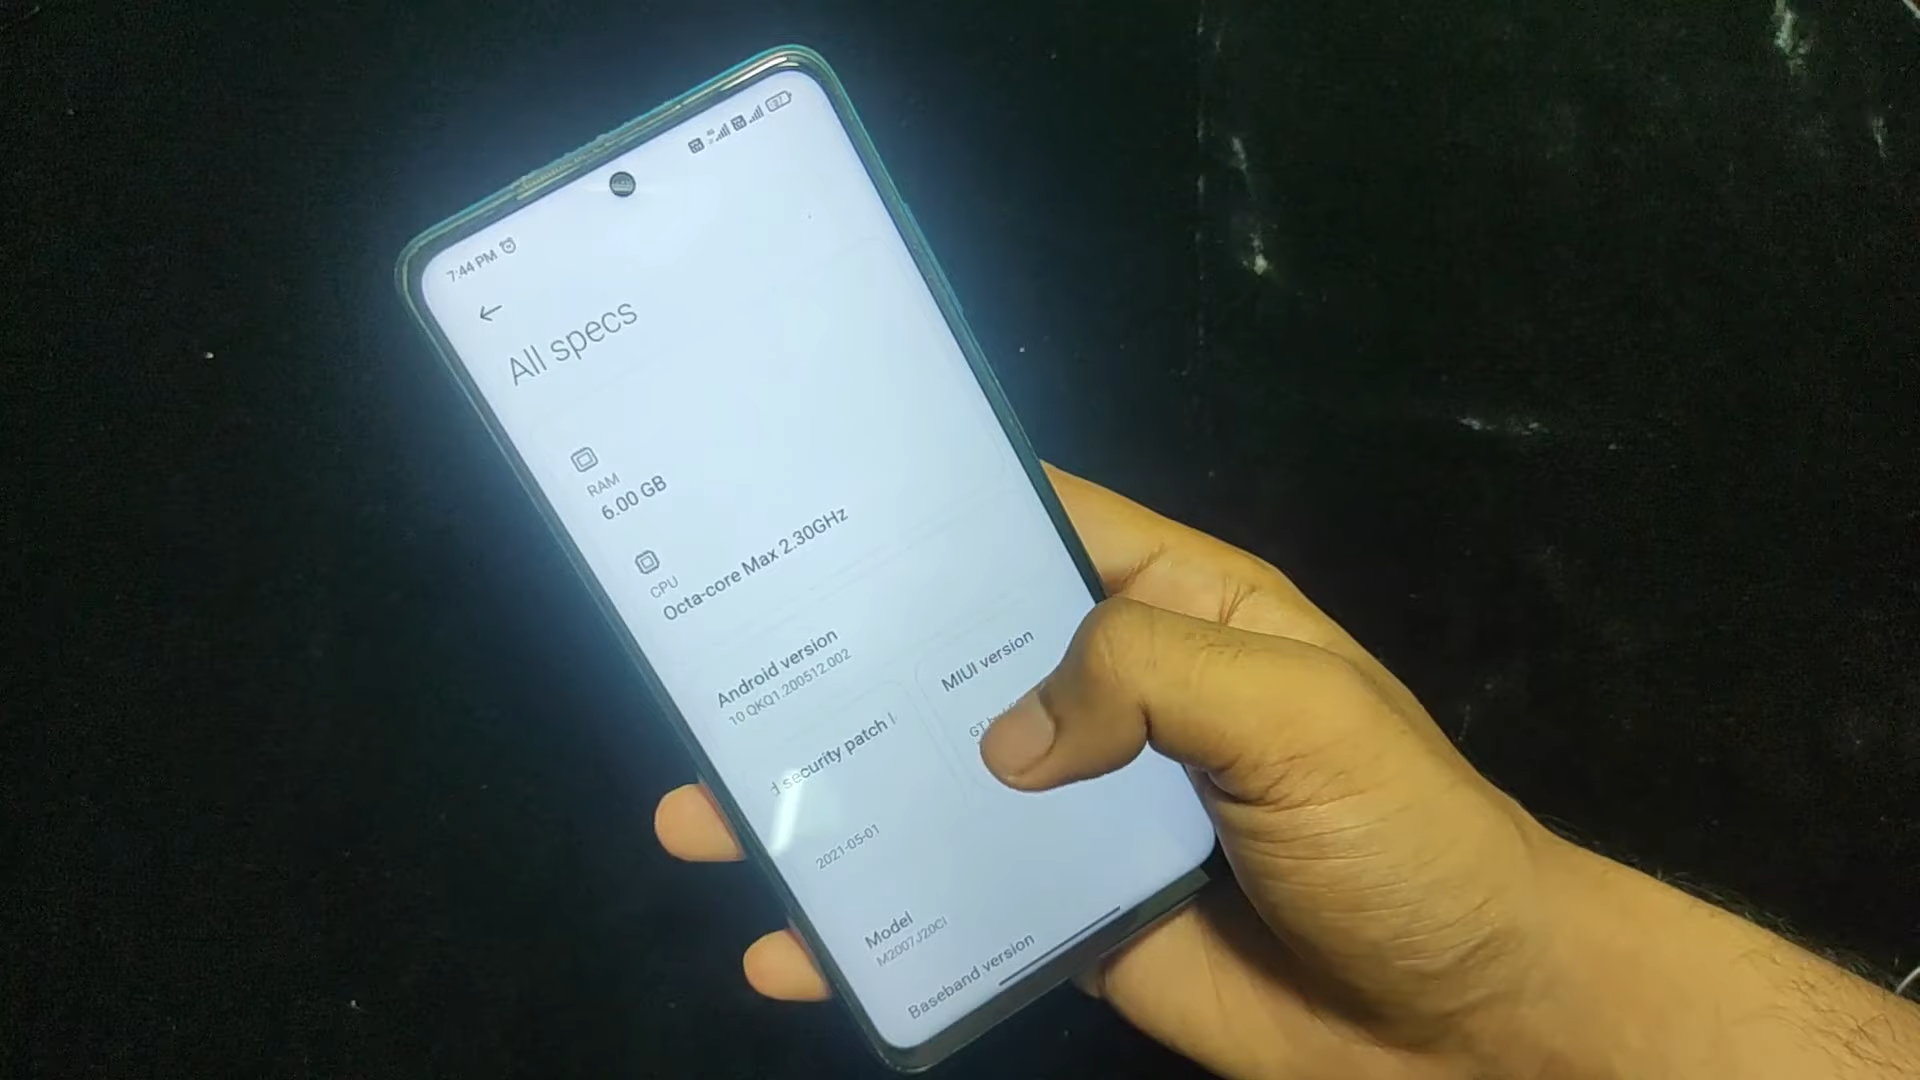 7:44 PM
All specs
RAM
6.00 GB
CPU
Octa-core Max 2.30GHz
Android version
10 QKQ1.200512.002
MIUI version
d security patch l
2021-05-01
Model
M2007J20CI
Baseband version